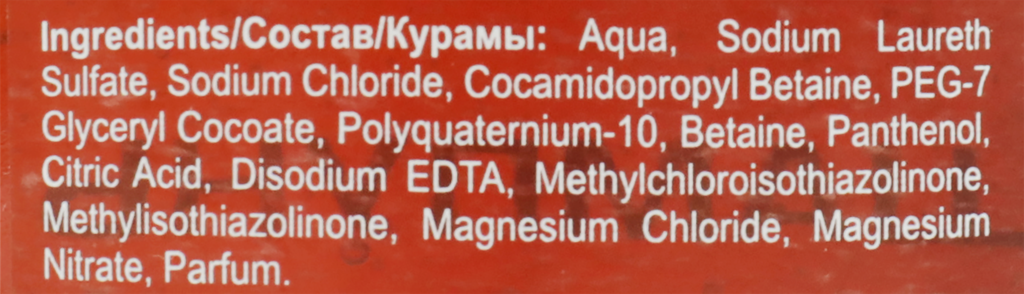 Ingredients/Состав/Курамы: Aqua, Sodium Laureth
Sulfate, Sodium Chloride, Cocamidopropyl Betaine, PEG-7
Glyceryl Cocoate, Polyquaternium-10, Betaine, Panthenol,
Citric Acid, Disodium EDTA, Methylchloroisothiazolinone,
Methylisothiazolinone, Magnesium Chloride, Magnesium
Nitrate, Parfum.